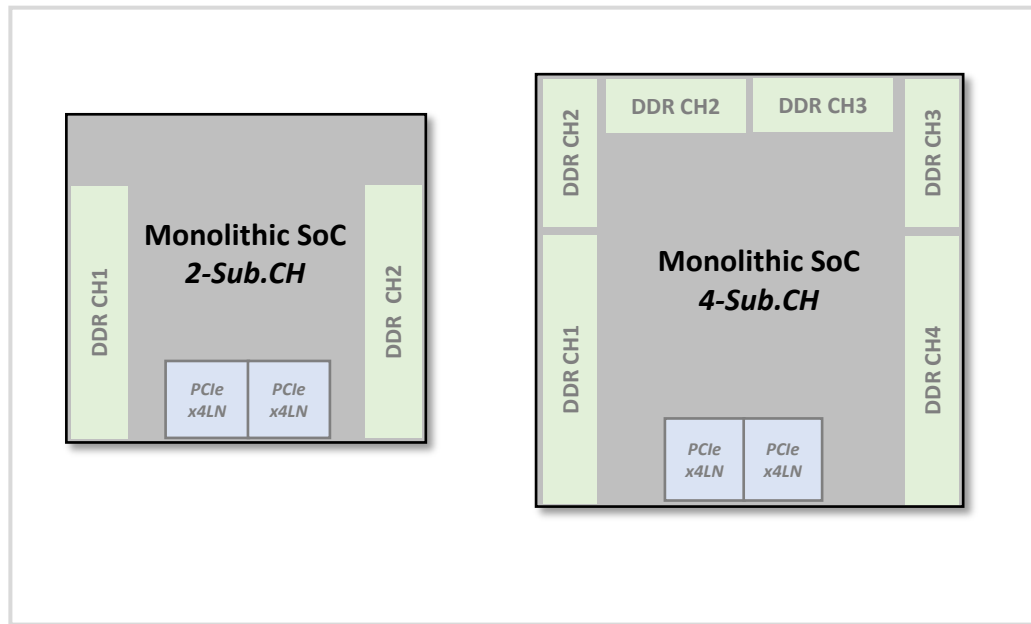 Monolithic SoC
2-Sub.CH
DDR CH1
DDR CH2
PCIe
x4LN
PCIe
x4LN
DDR CH2
DDR CH2
DDR CH3
DDR CH3
Monolithic SoC
4-Sub.CH
DDR CH1
DDR CH4
PCIe
x4LN
PCIe
x4LN